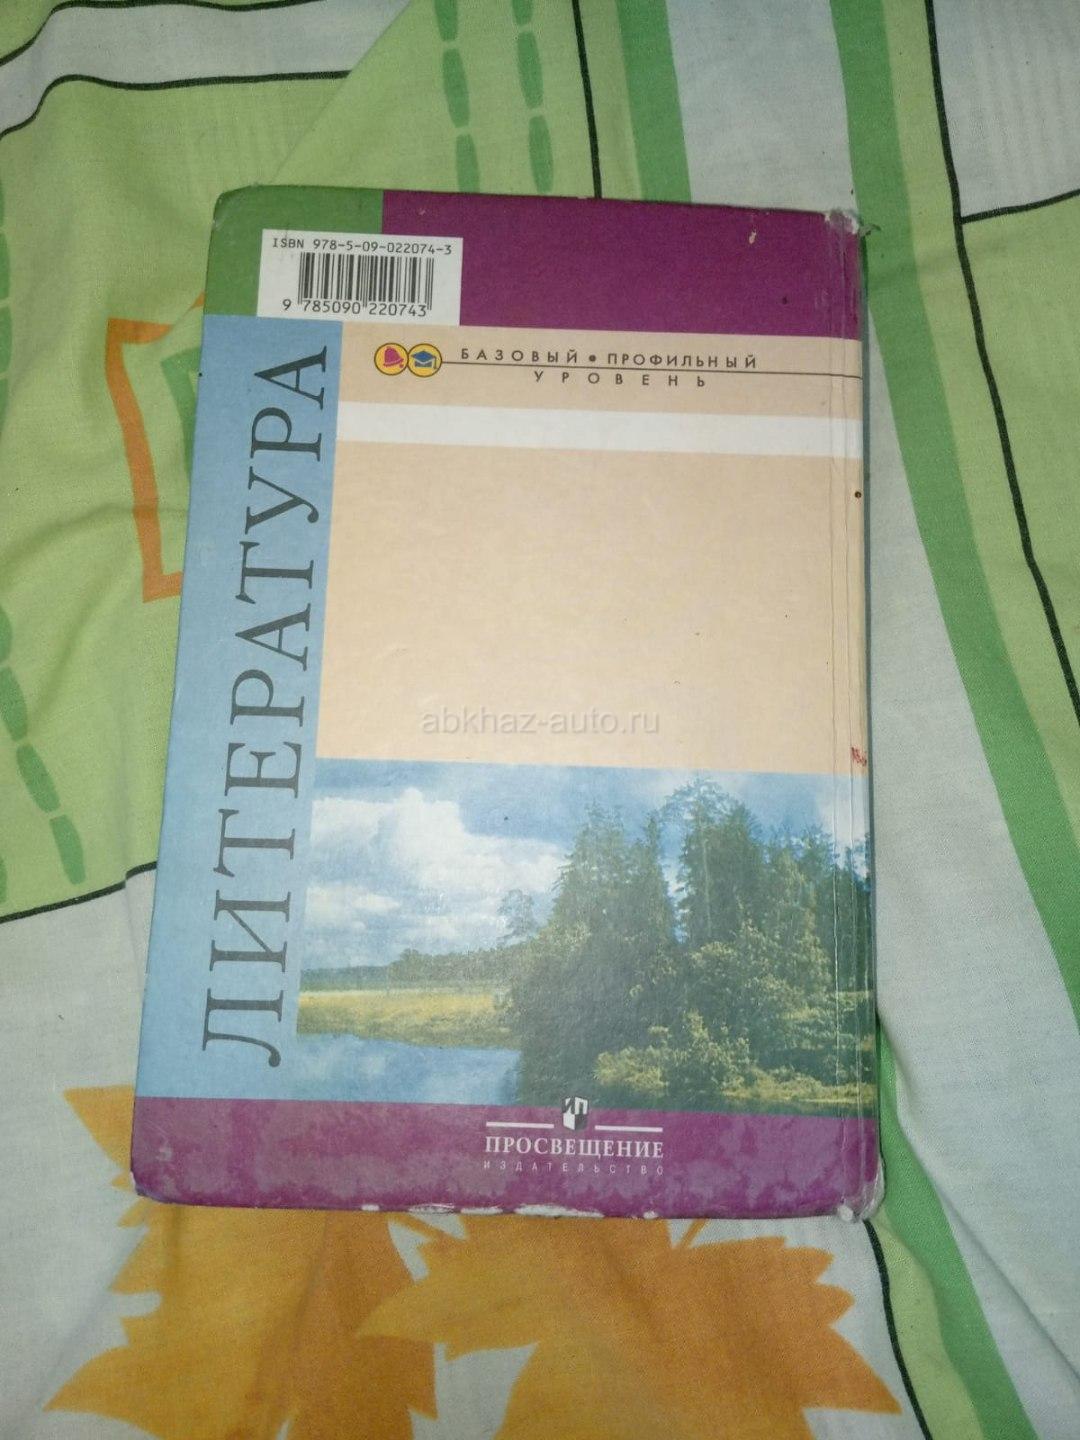 ISBN 978-5-09-022074-3
9 785090 220743
БАЗОВЫЙ • ПРОФИЛЬНЫЙ
УРОВЕНЬ
ЛИТЕРАТУРА
abkhaz-auto.ru
ПРОСВЕЩЕНИЕ
ИЗДАТЕЛЬСТВО